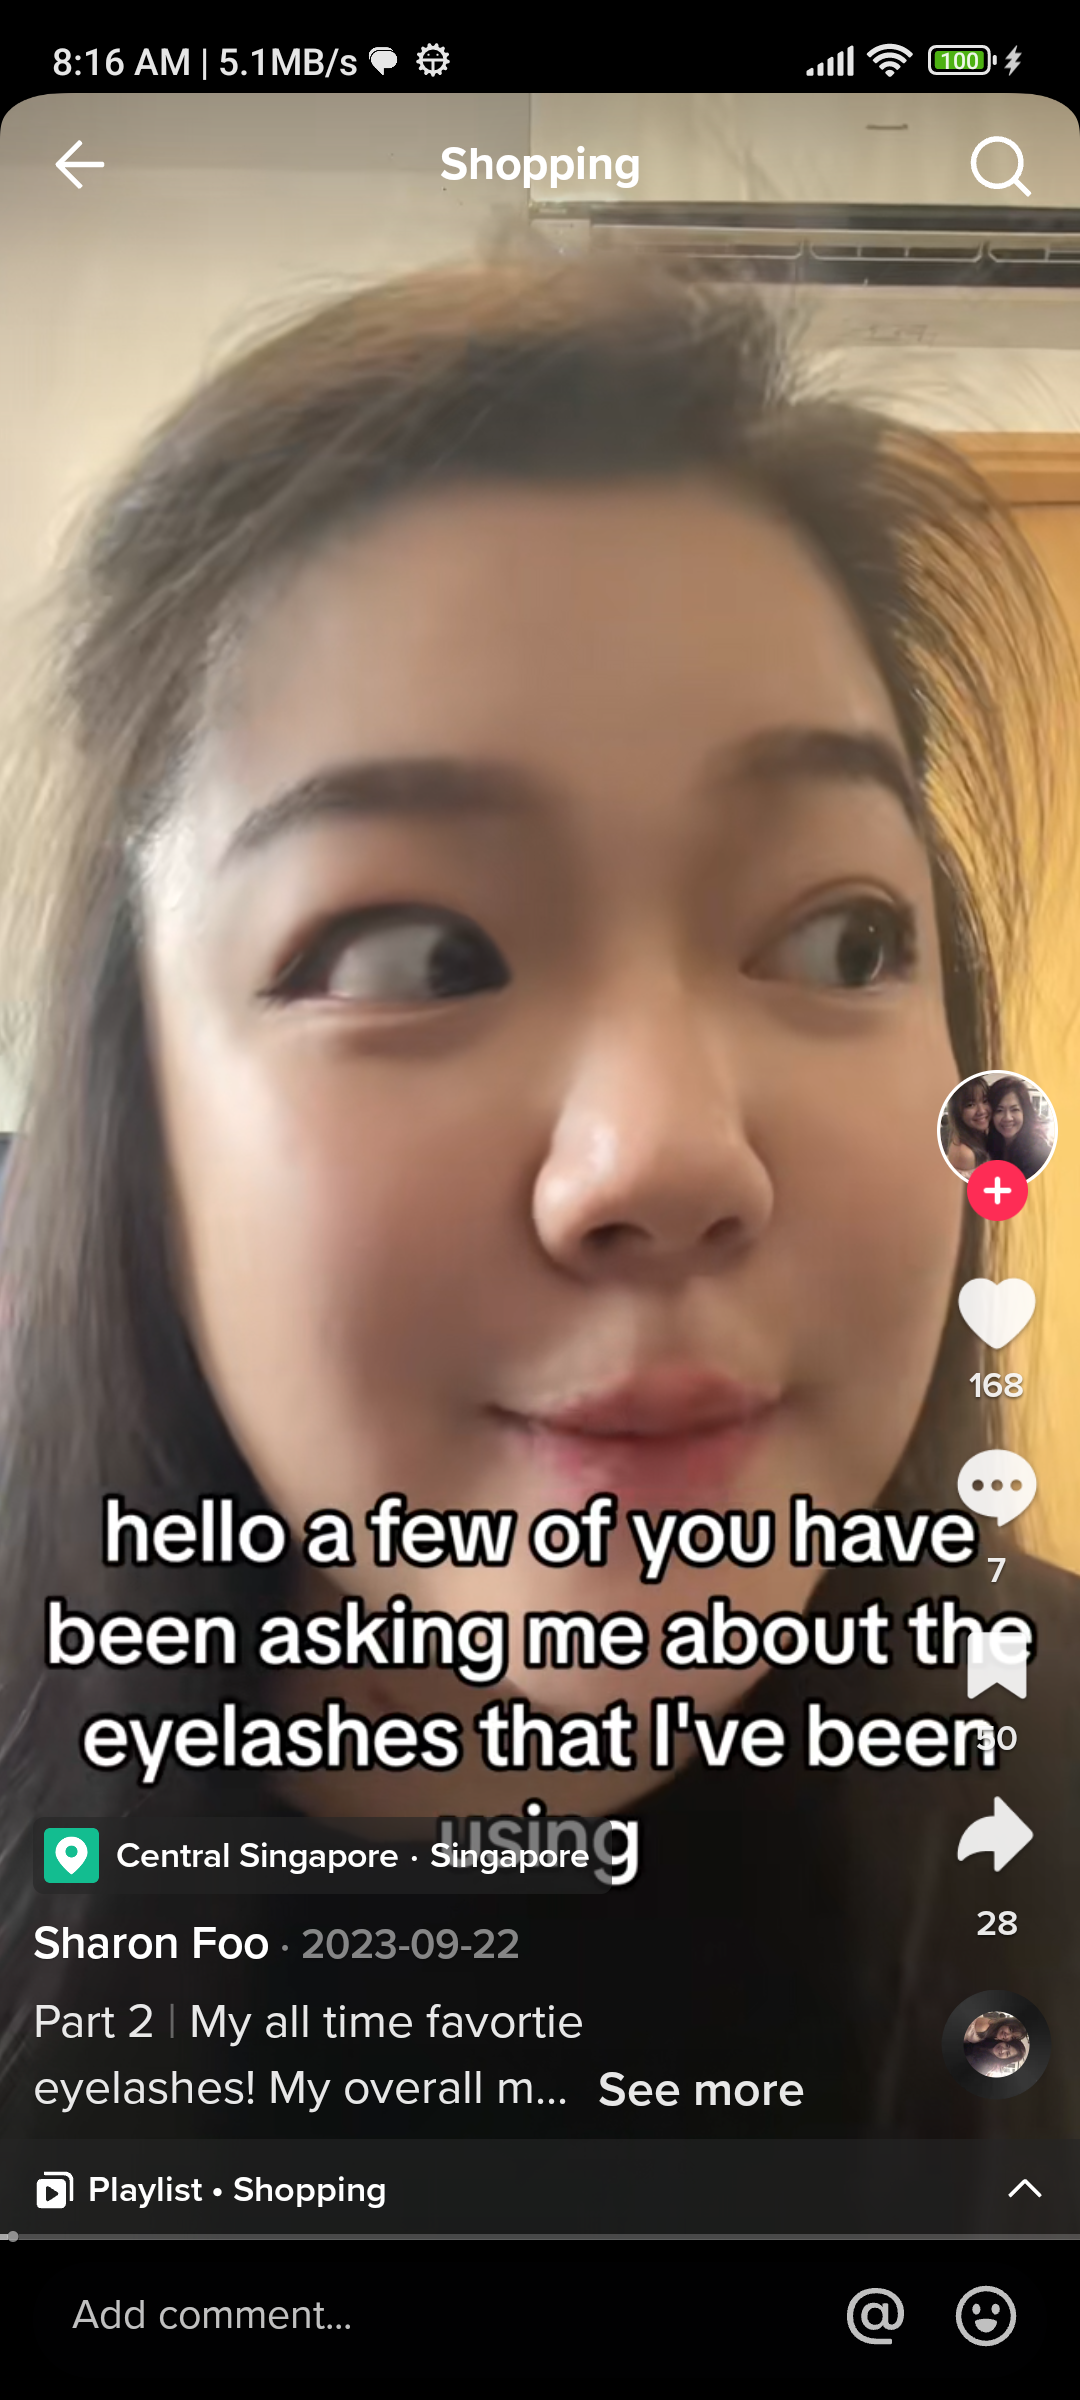 8:16 AM | 5.1MB/s
100
Shopping
168
hello a few of you have
7
been asking me about the
eyelashes that I've been
50
using
Central Singapore · Singapore
28
Sharon Foo · 2023-09-22
Part 2 | My all time favortie
eyelashes! My overall m... See more
Playlist • Shopping
Add comment...
@